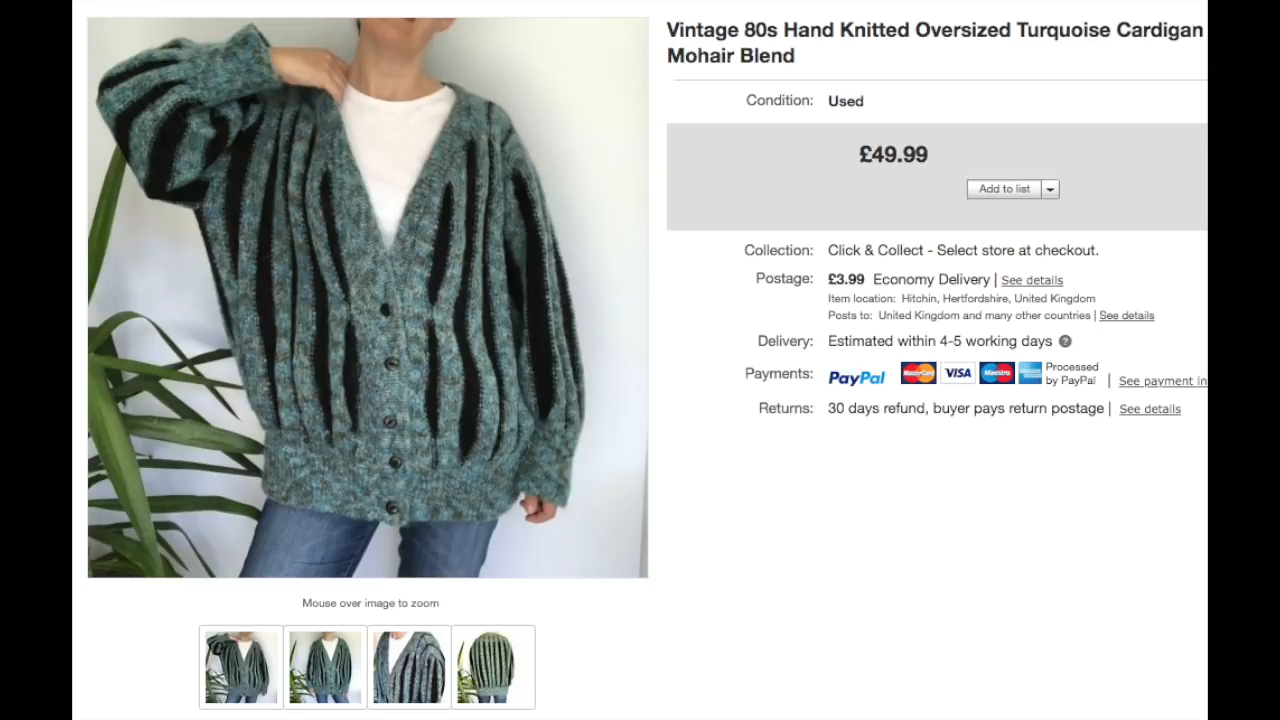 Vintage 80s Hand Knitted Oversized Turquoise Cardigan
Mohair Blend
Condition: Used
£49.99
Add to list
Collection: Click & Collect - Select store at checkout.
Postage: £3.99 Economy Delivery | See details
Item location: Hitchin, Hertfordshire, United Kingdom
Posts to: United Kingdom and many other countries | See details
Delivery: Estimated within 4-5 working days ?
Payments: PayPal MasterCard VISA Maestro Processed
by PayPal | See payment in
Returns: 30 days refund, buyer pays return postage | See details
Mouse over image to zoom